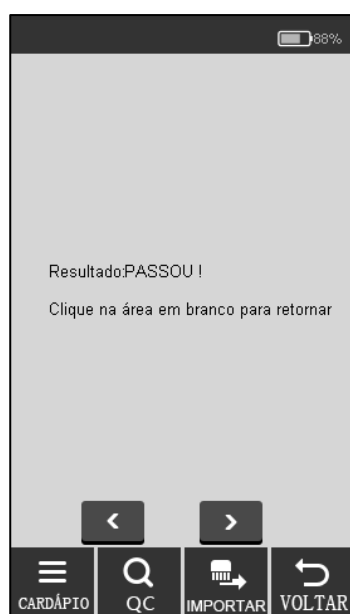 88%
Resultado:PASSOU !
Clique na área em branco para retornar
< >
CARDÁPIO QC IMPORTAR VOLTAR